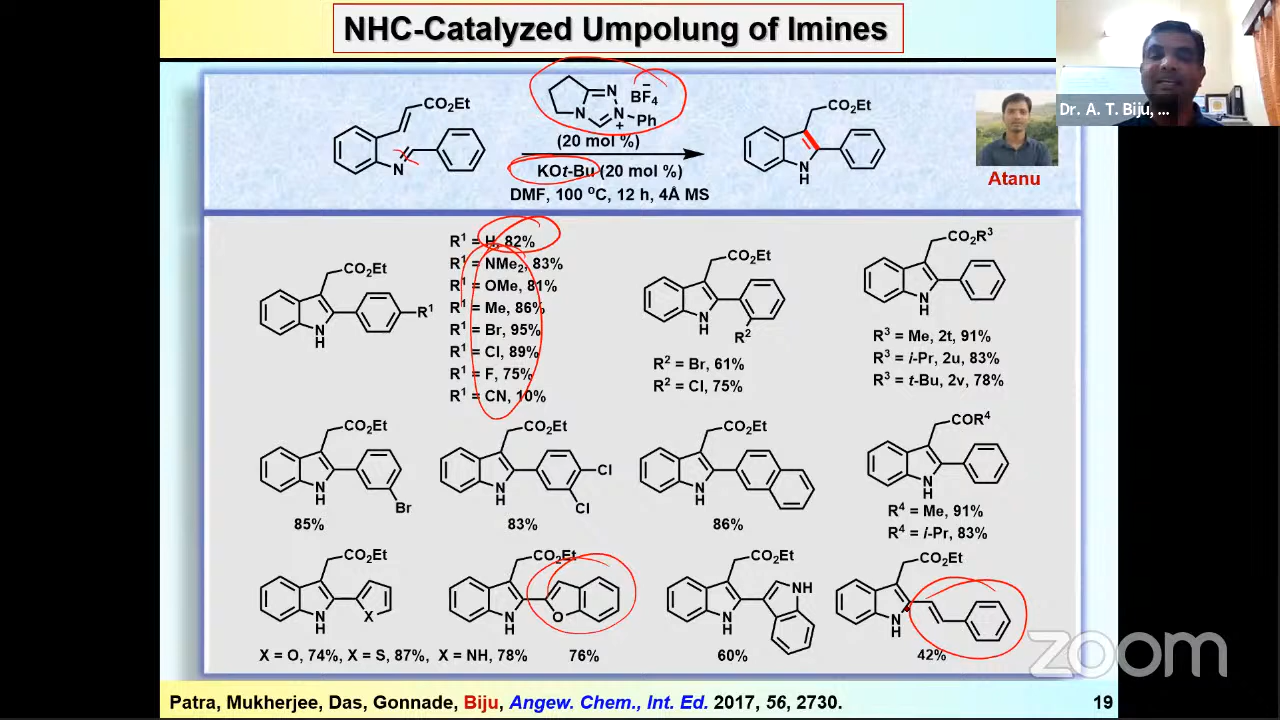 NHC-Catalyzed Umpolung of Imines
Dr. A. T. Biju, ...
CO₂Et
N
N
N
N
+
Ph
BF₄
−
(20 mol %)
KOt-Bu (20 mol %)
DMF, 100 °C, 12 h, 4Å MS
CO₂Et
N
H
Atanu
CO₂Et
R¹
N
H
R¹ = H, 82%
R¹ = NMe₂, 83%
R¹ = OMe, 81%
R¹ = Me, 86%
R¹ = Br, 95%
R¹ = Cl, 89%
R¹ = F, 75%
R¹ = CN, 10%
CO₂Et
N
H
R²
R² = Br, 61%
R² = Cl, 75%
CO₂R³
N
H
R³ = Me, 2t, 91%
R³ = i-Pr, 2u, 83%
R³ = t-Bu, 2v, 78%
CO₂Et
N
H
Br
85%
CO₂Et
N
H
Cl
Cl
83%
CO₂Et
N
H
86%
COR⁴
N
H
R⁴ = Me, 91%
R⁴ = i-Pr, 83%
CO₂Et
N
H
X
X = O, 74%, X = S, 87%, X = NH, 78%
CO₂Et
N
H
O
76%
CO₂Et
NH
N
H
60%
CO₂Et
N
H
42%
zoom
Patra, Mukherjee, Das, Gonnade, Biju, Angew. Chem., Int. Ed. 2017, 56, 2730.
19